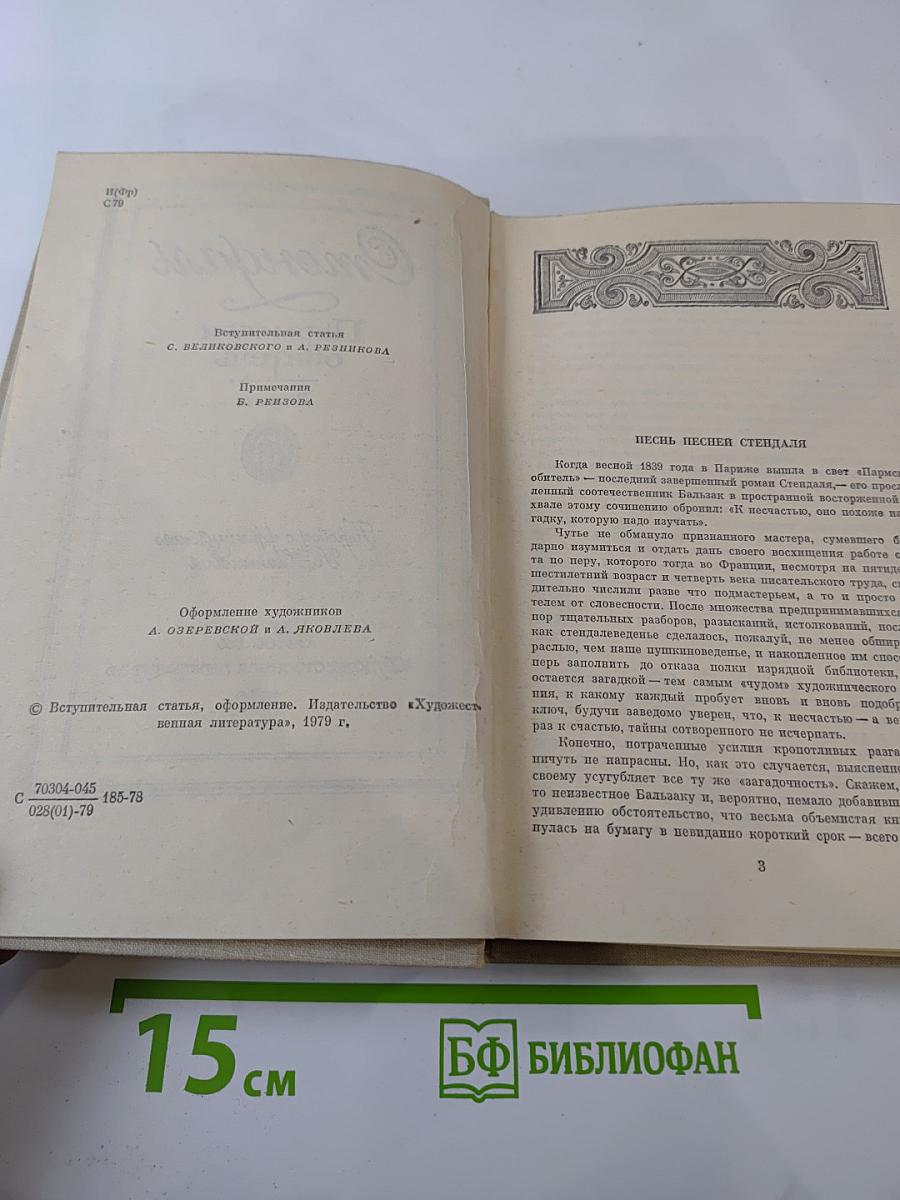 И(Фр)
С79
Вступительная статья
С. ВЕЛИКОВСКОГО и А. РЕЗНИКОВА
Примечания
Б. РЕИЗОВА
Оформление художников
А. ОЗЕРЕВСКОЙ и А. ЯКОВЛЕВА
© Вступительная статья, оформление. Издательство «Художест
венная литература», 1979 г.
С 70304-045 185-78
028(01)-79
ПЕСНЬ ПЕСНЕЙ СТЕНДАЛЯ
Когда весной 1839 года в Париже вышла в свет «Пармс
обитель» — последний завершенный роман Стендаля,— его просл
ленный соотечественник Бальзак в пространной восторженной
хвале этому сочинению обронил: «К несчастью, оно похоже на
гадку, которую надо изучать».
Чутье не обмануло признанного мастера, сумевшего б
дарно изумиться и отдать дань своего восхищения работе с
та по перу, которого тогда во Франции, несмотря на пятиде
шестилетний возраст и четверть века писательского труда, с
дительно числили разве что подмастерьем, а то и просто
телем от словесности. После множества предпринимавшихся
пор тщательных разборов, разысканий, истолкований, посл
как стендалеведенье сделалось, пожалуй, не менее обшир
раслью, чем наше пушкиноведенье, и накопленное им спос
перь заполнить до отказа полки изрядной библиотеки,
остается загадкой — тем самым «чудом» художнического
ния, к какому каждый пробует вновь и вновь подобр
ключ, будучи заведомо уверен, что, к несчастью — а ве
раз к счастью, тайны сотворенного не исчерпать.
Конечно, потраченные усилия кропотливых разга
ничуть не напрасны. Но, как это случается, выясненно
своему усугубляет все ту же «загадочность». Скажем,
то неизвестное Бальзаку и, вероятно, немало добавивш
удивлению обстоятельство, что весьма объемистая кн
нулась на бумагу в невиданно короткий срок — всего
3
15 см
БФ БИБЛИОФАН